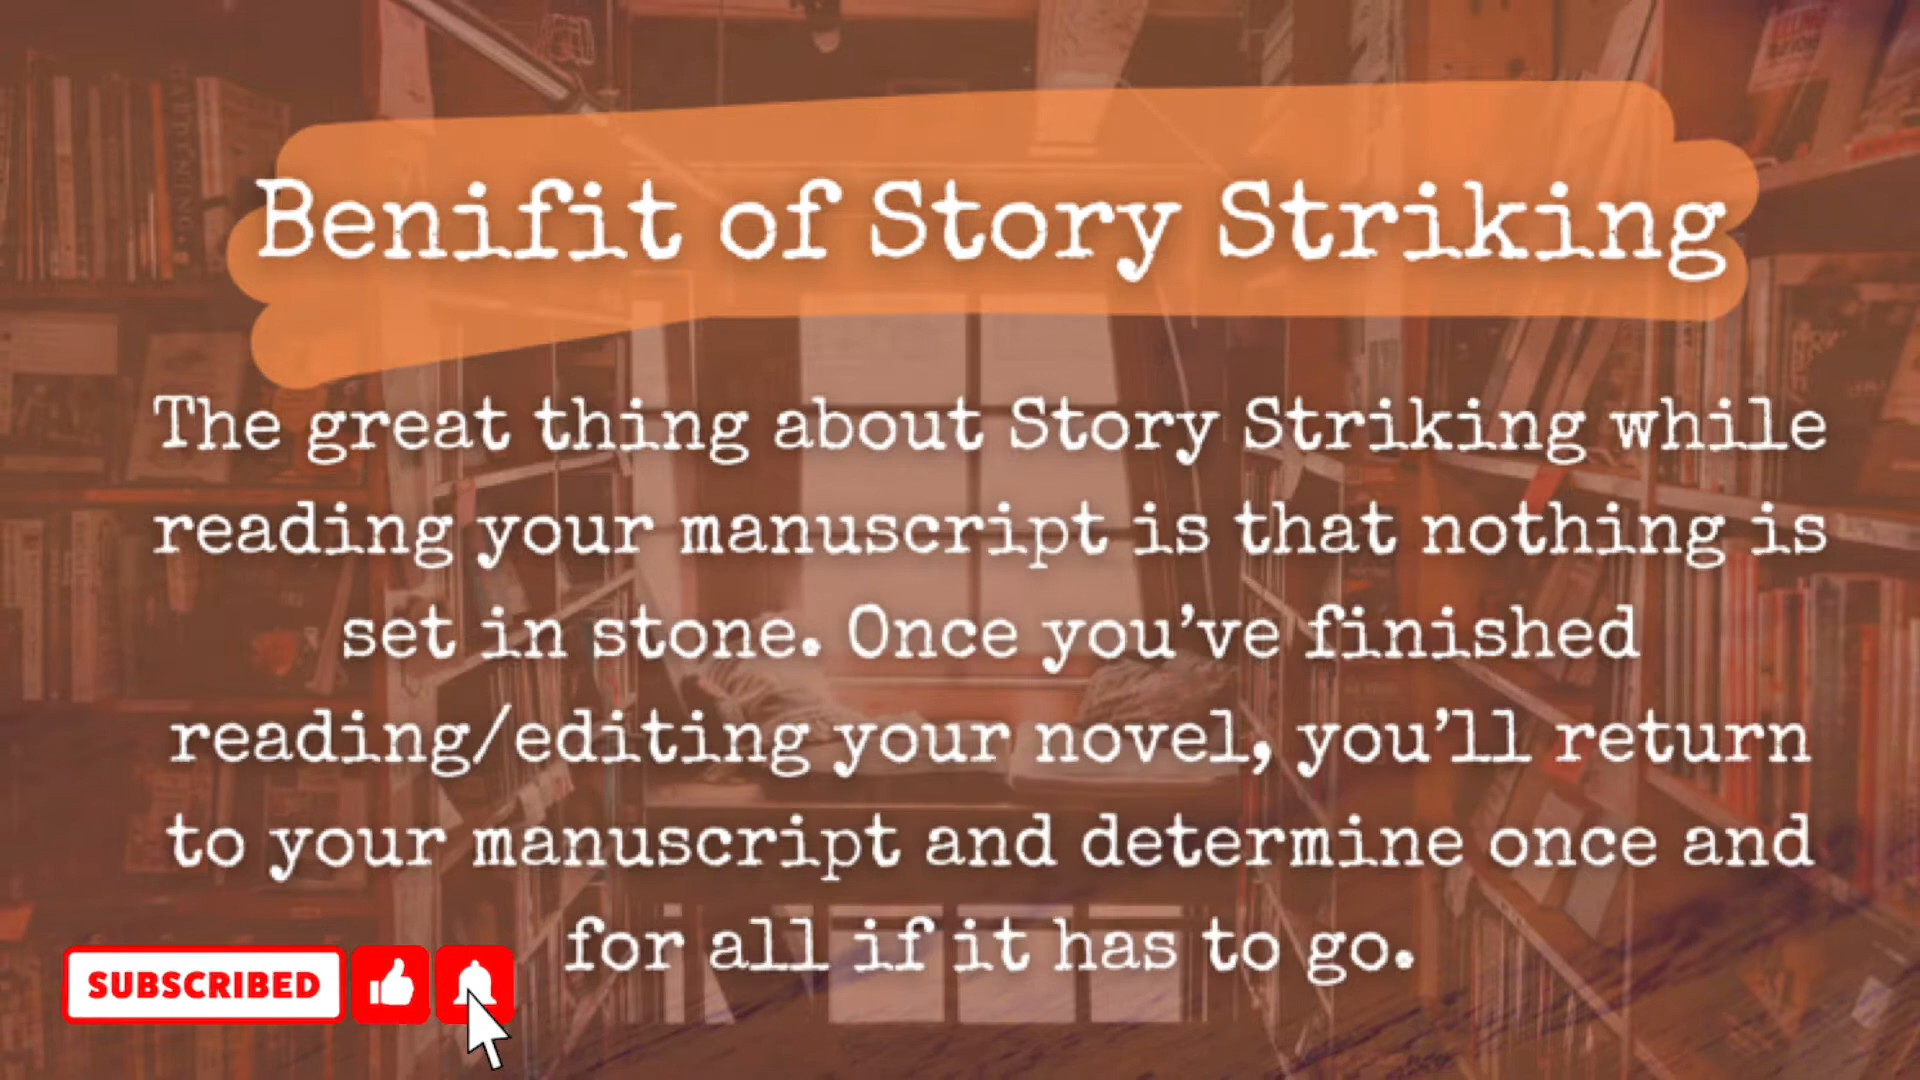 Benifit of Story Striking
The great thing about Story Striking while
reading your manuscript is that nothing is
set in stone. Once you’ve finished
reading/editing your novel, you’ll return
to your manuscript and determine once and
for all if it has to go.
SUBSCRIBED